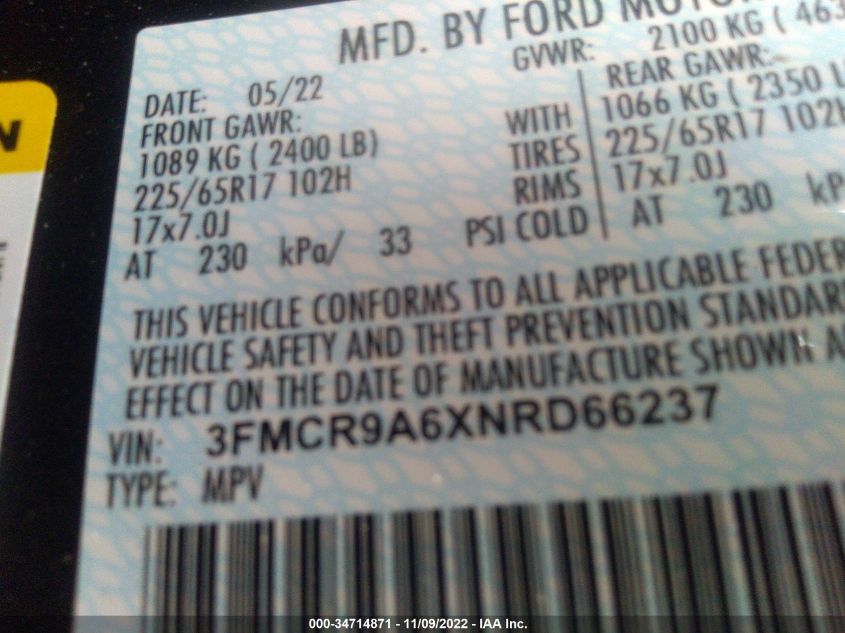 MFD. BY FORD MOTOR
GVWR: 2100 KG ( 463
DATE: 05/22
FRONT GAWR:
1089 KG ( 2400 LB)
225/65R17 102H
17x7.0J
AT 230 kPa/ 33 PSI COLD
WITH
TIRES
RIMS
REAR GAWR:
1066 KG ( 2350 L
225/65R17 102H
17x7.0J
AT 230 kP
THIS VEHICLE CONFORMS TO ALL APPLICABLE FEDER
VEHICLE SAFETY AND THEFT PREVENTION STANDAR
EFFECT ON THE DATE OF MANUFACTURE SHOWN A
VIN: 3FMCR9A6XNRD66237
TYPE: MPV
N
000-34714871 - 11/09/2022 - IAA Inc.